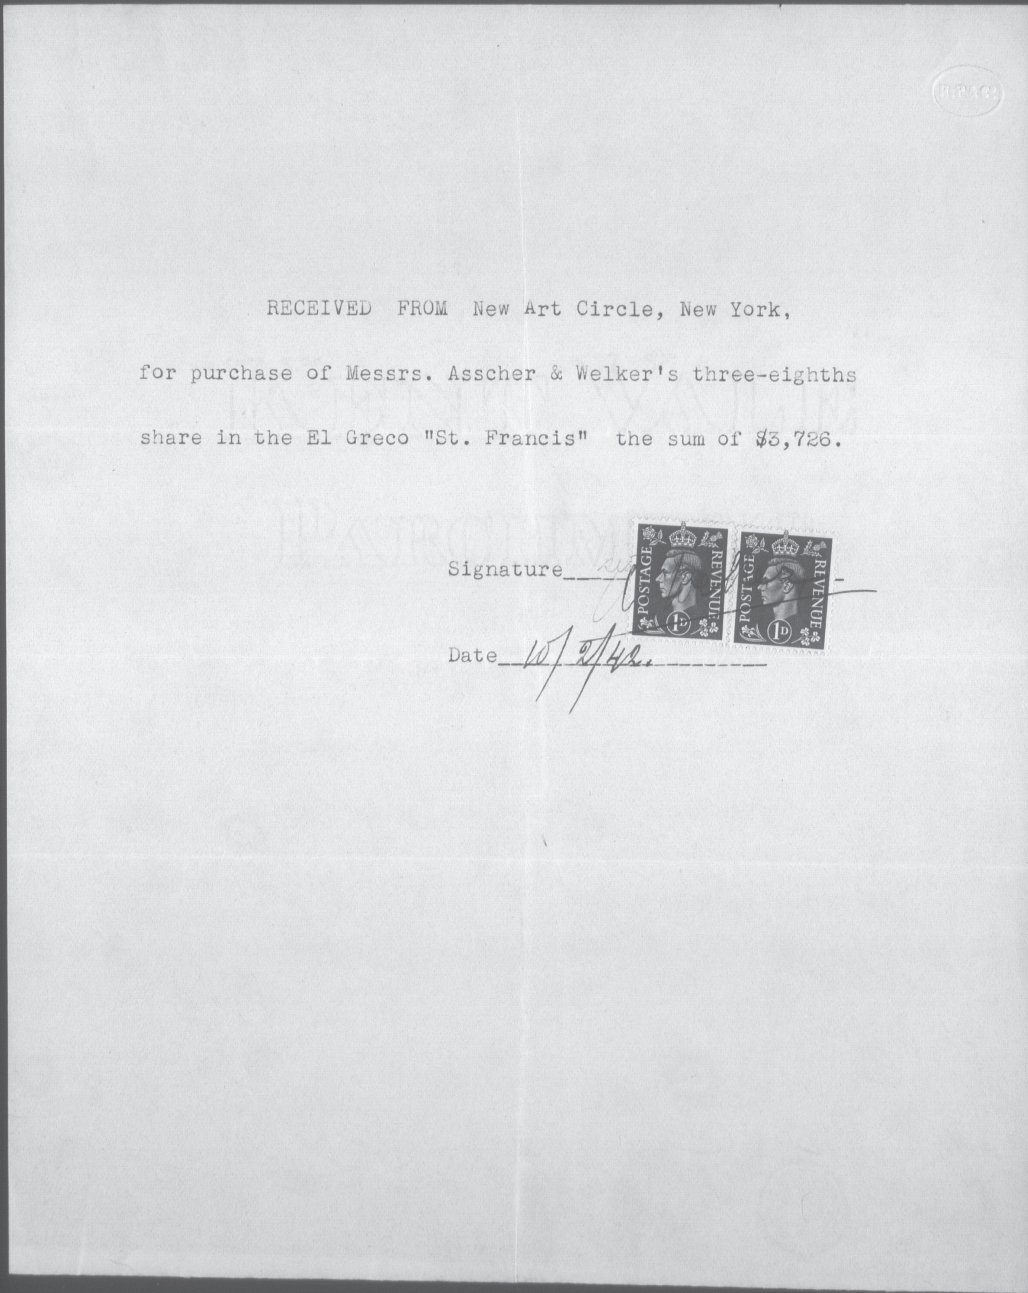 RECEIVED FROM New Art Circle, New York,
for purchase of Messrs. Asscher & Welker's three-eighths
share in the El Greco "St. Francis" the sum of $3,726.
Signature
POSTAGE REVENUE 1D
POSTAGE REVENUE 1D
Date 10/2/42.